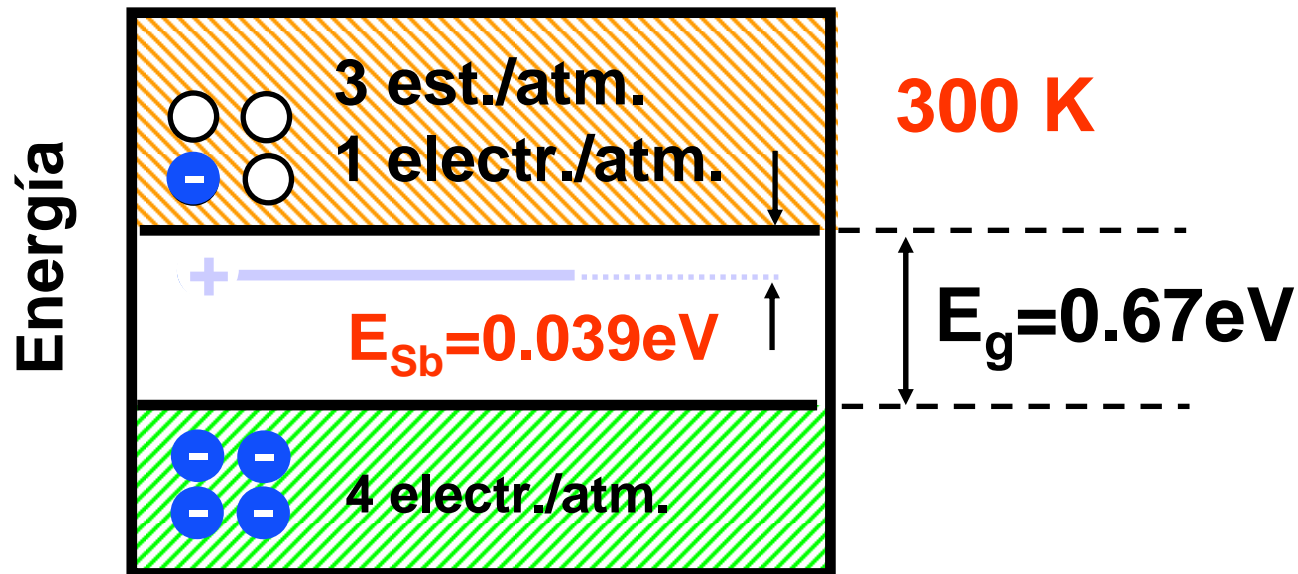 3 est./atm.
1 electr./atm.
300 K
Energía
+
E_Sb=0.039eV
E_g=0.67eV
4 electr./atm.